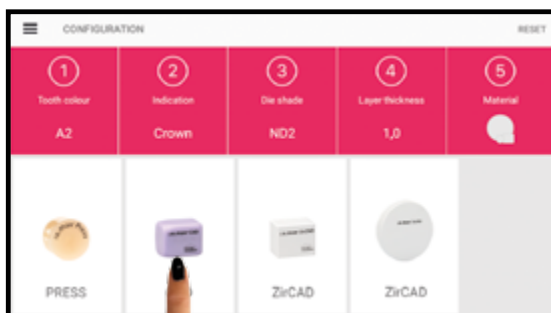 CONFIGURATION
RESET
1
Tooth colour
A2
2
Indication
Crown
3
Die shade
ND2
4
Layer thickness
1,0
5
Material
PRESS
ZirCAD
ZirCAD